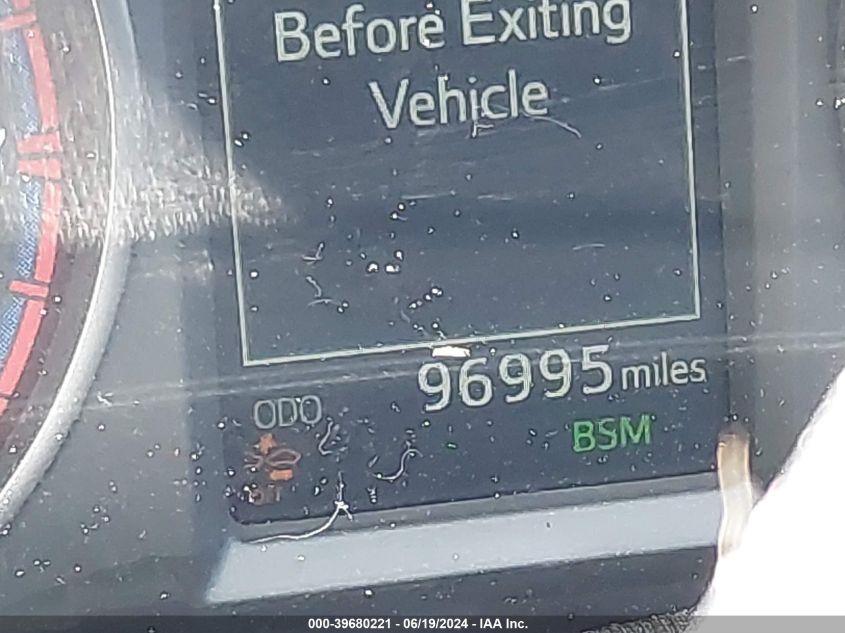 Before Exiting
Vehicle
96995 miles
ODO
BSM
000-39680221 - 06/19/2024 - IAA Inc.